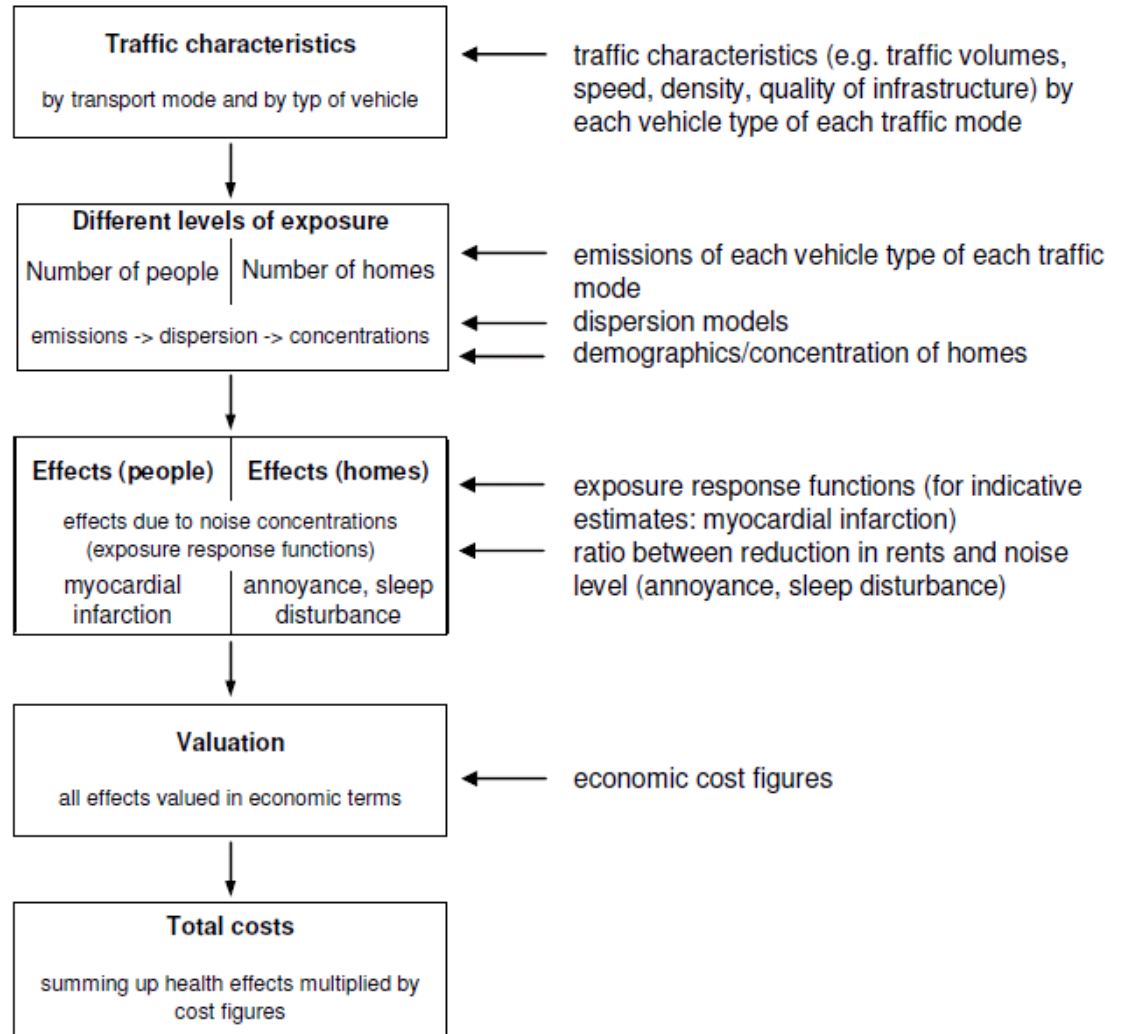 Traffic characteristics
by transport mode and by typ of vehicle
traffic characteristics (e.g. traffic volumes,
speed, density, quality of infrastructure) by
each vehicle type of each traffic mode
Different levels of exposure
Number of people
Number of homes
emissions -> dispersion -> concentrations
emissions of each vehicle type of each traffic
mode
dispersion models
demographics/concentration of homes
Effects (people)
Effects (homes)
effects due to noise concentrations
(exposure response functions)
myocardial
infarction
annoyance, sleep
disturbance
exposure response functions (for indicative
estimates: myocardial infarction)
ratio between reduction in rents and noise
level (annoyance, sleep disturbance)
Valuation
all effects valued in economic terms
economic cost figures
Total costs
summing up health effects multiplied by
cost figures